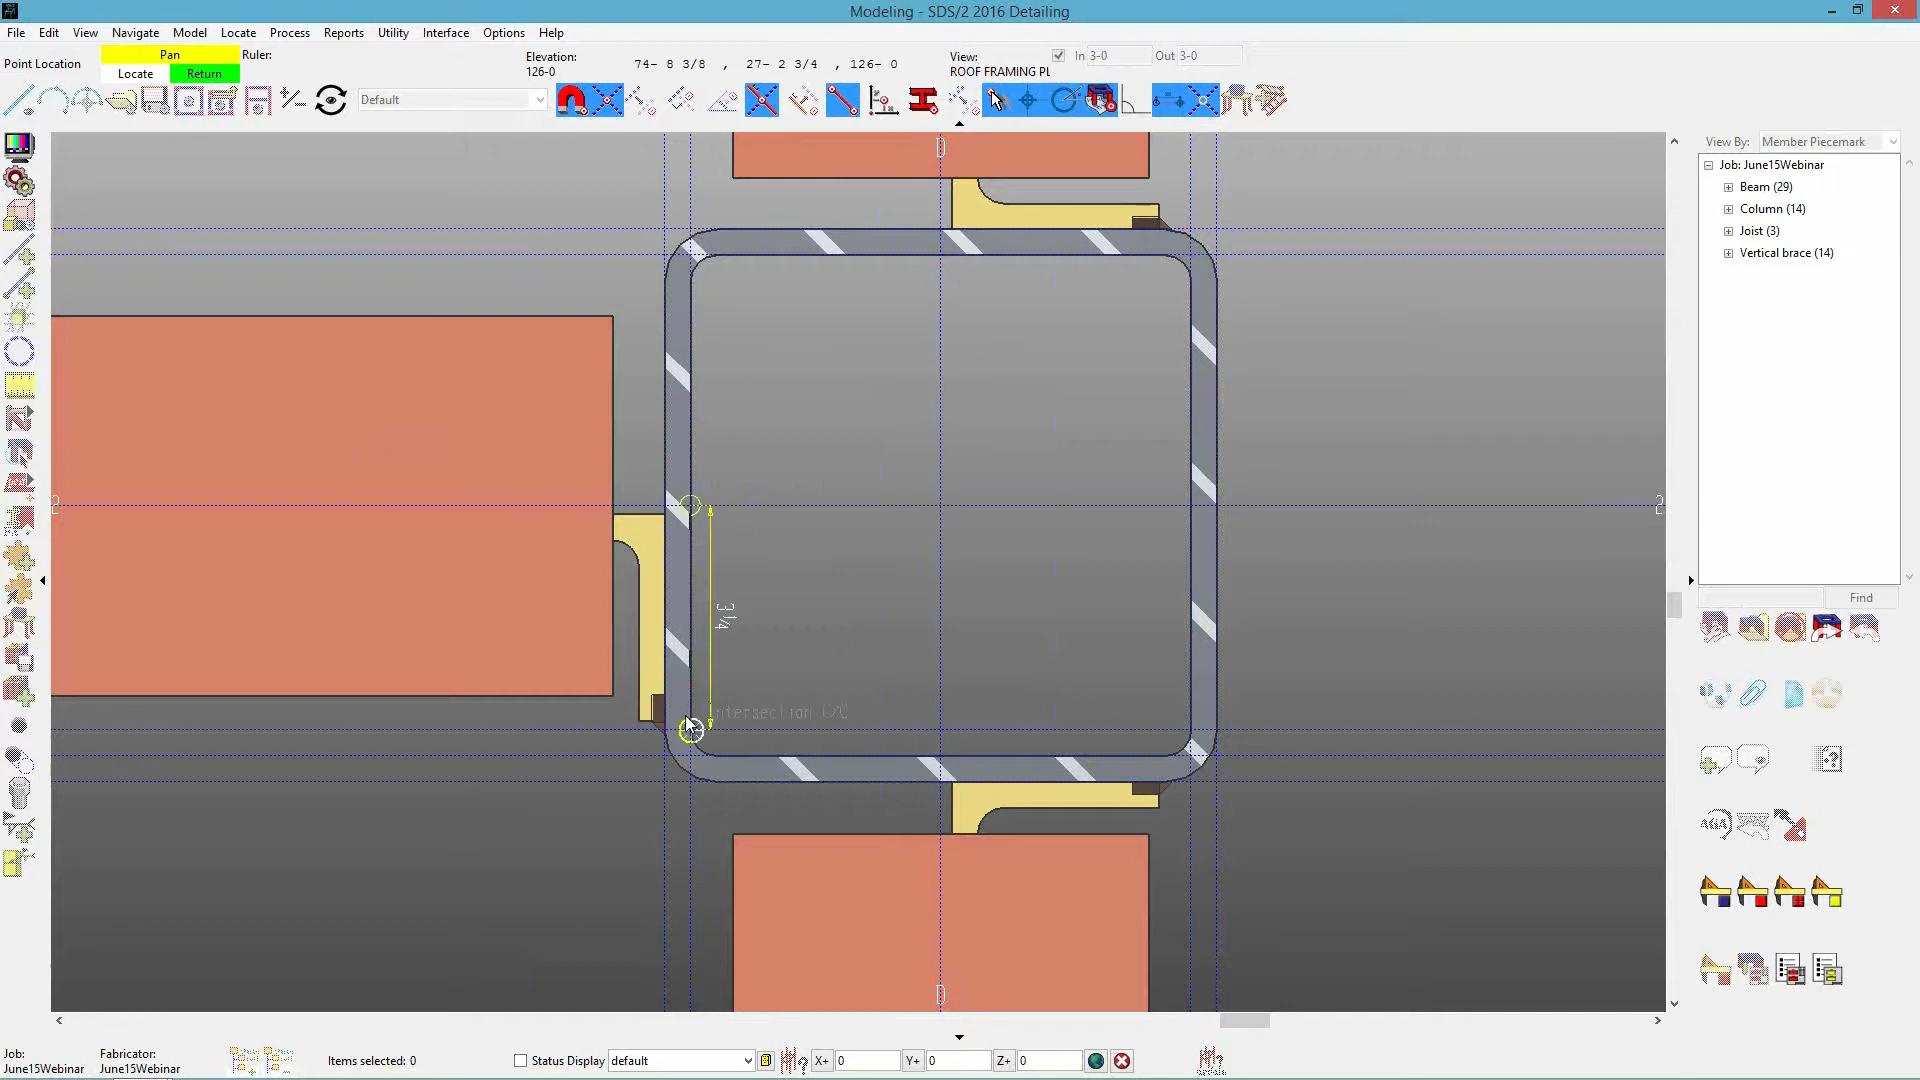 Modeling - SDS/2 2016 Detailing
File Edit View Navigate Model Locate Process Reports Utility Interface Options Help
Point Location
Pan
Locate Return
Ruler:
Elevation:
126-0
74- 8 3/8 , 27- 2 3/4 , 126- 0
View:
ROOF FRAMING PL
In 3-0 Out 3-0
Default
View By: Member Piecemark
Job: June15Webinar
Beam (29)
Column (14)
Joist (3)
Vertical brace (14)
Find
D
2
2
3 1/4
Intersection
D
AGA
Job:
June15Webinar
Fabricator:
June15Webinar
Items selected: 0
Status Display default
X+ 0 Y+ 0 Z+ 0